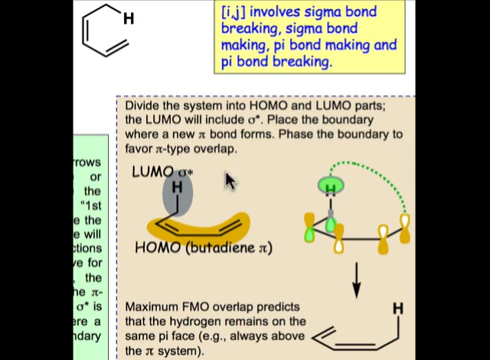 H
[i,j] involves sigma bond
breaking, sigma bond
making, pi bond making and
pi bond breaking.
Divide the system into HOMO and LUMO parts;
the LUMO will include σ*. Place the boundary
where a new π bond forms. Phase the boundary to
favor π-type overlap.
rows
or
the
"1st
e the
e will
ctions
ve for
, the
he π-
σ* is
ere a
ndary
LUMO σ*
H
H
HOMO (butadiene π)
H
Maximum FMO overlap predicts
that the hydrogen remains on the
same pi face (e.g., always above
the π system).